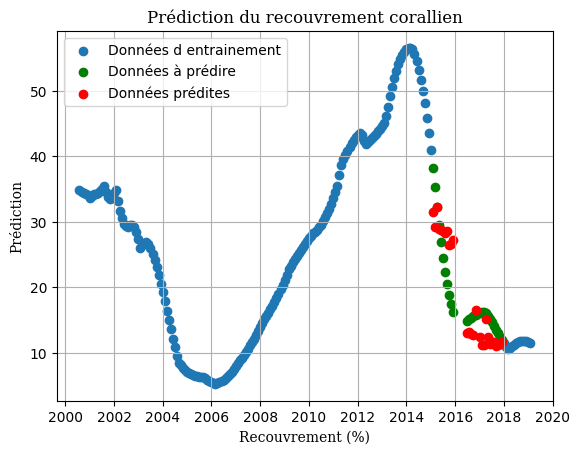 Prédiction du recouvrement corallien
Données d entrainement
Données à prédire
Données prédites
Prédiction
50
40
30
20
10
2000 2002 2004 2006 2008 2010 2012 2014 2016 2018 2020
Recouvrement (%)